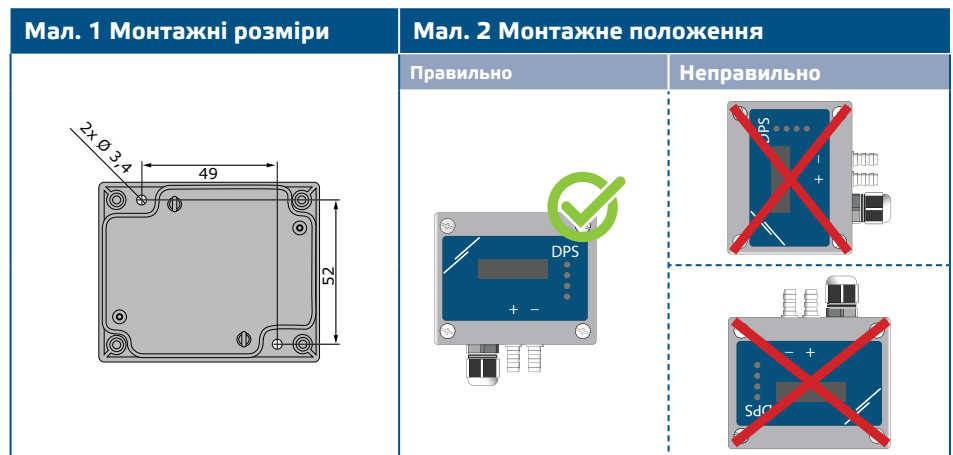 Мал. 1 Монтажні розміри
Мал. 2 Монтажне положення
Правильно
Неправильно
2x Ø 3,4
49
52
DPS
+ −
DPS
−
+
− +
DPS